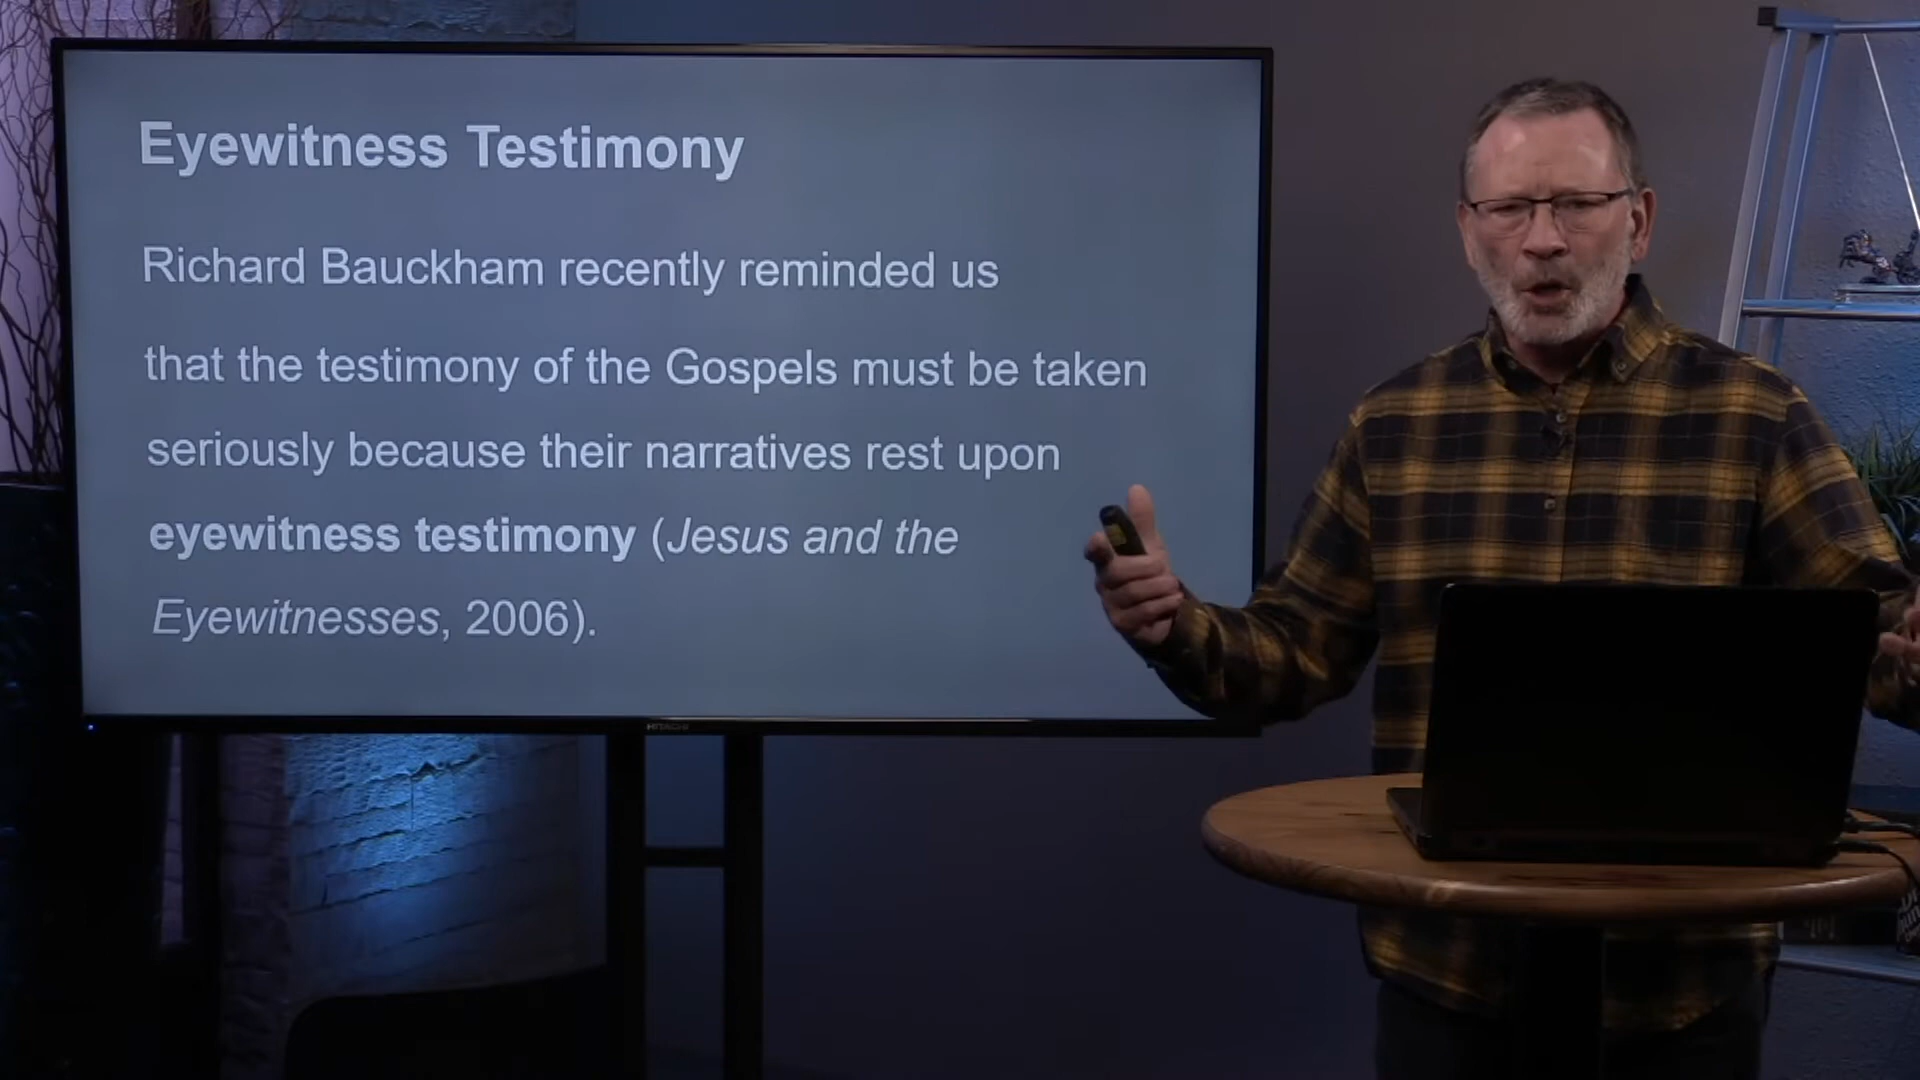 Eyewitness Testimony
Richard Bauckham recently reminded us
that the testimony of the Gospels must be taken
seriously because their narratives rest upon
eyewitness testimony (Jesus and the
Eyewitnesses, 2006).
HITACHI